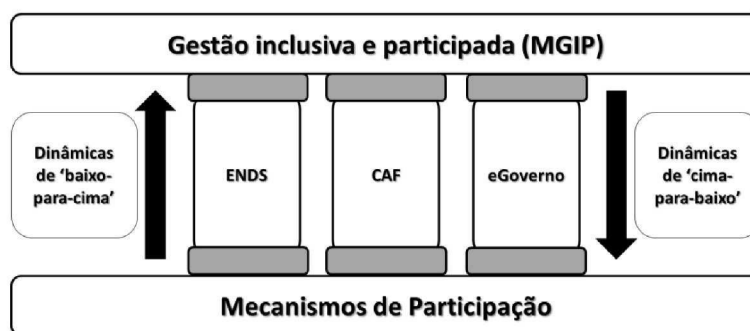 Gestão inclusiva e participada (MGIP)
Dinâmicas
de ‘baixo-
para-cima’
ENDS
CAF
eGoverno
Dinâmicas
de ‘cima-
para-baixo’
Mecanismos de Participação